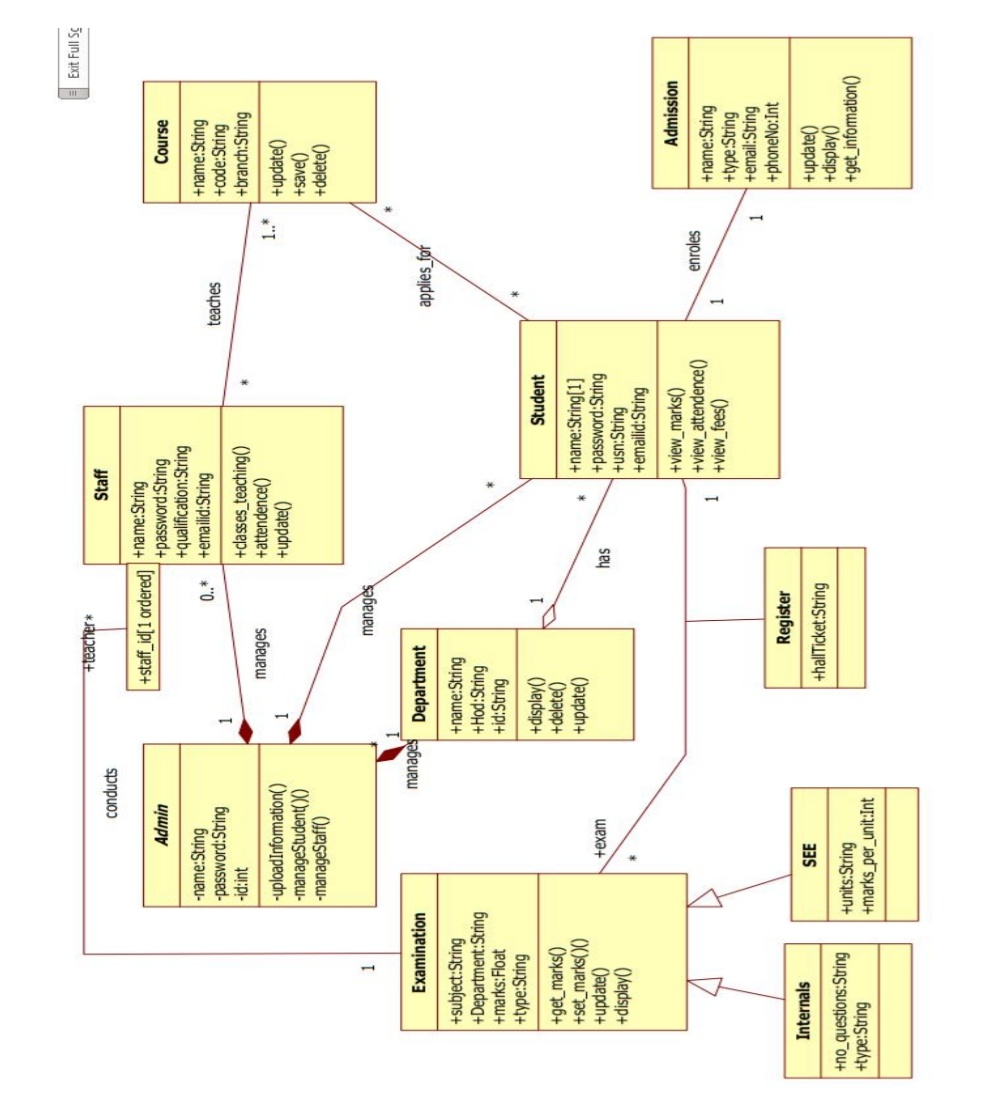 Exit Full Sc
+teacher
*
conducts
Staff
+name:String
+password:String
+qualification:String
+emailid:String
+classes_teaching()
+attendence()
+update()
+staff_id[1 ordered]
Course
+name:String
+code:String
+branch:String
+update()
+save()
+delete()
Admin
-name:String
-password:String
-id:int
-uploadInformation()
-manageStudent()()
-manageStaff()
teaches
*
1..*
0..*
1
manages
1
manages
*
applies_for
*
*
1
Examination
+subject:String
+Department:String
+marks:Float
+type:String
+get_marks()
+set_marks()()
+update()
+display()
*
1
manages
Department
+name:String
+Hod:String
+id:String
+display()
+delete()
+update()
1
has
*
Student
+name:String[1]
+password:String
+usn:String
+emailid:String
+view_marks()
+view_attendence()
+view_fees()
Admission
+name:String
+type:String
+email:String
+phoneNo:Int
+update()
+display()
+get_information()
enroles
1
1
+exam
*
1
Register
+hallTicket:String
Internals
+no_questions:String
+type:String
SEE
+units:String
+marks_per_unit:Int